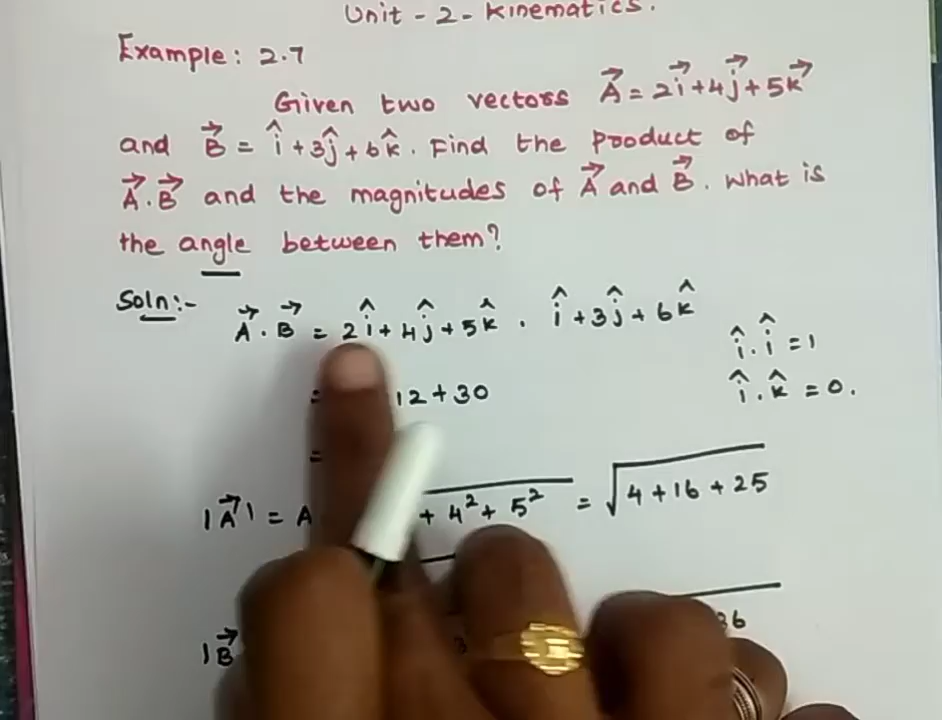 Unit - 2 - Kinematics.
Example: 2.7
Given two vectors A⃗ = 2i⃗+4j⃗+5k⃗
and B⃗ = î+3ĵ+6k̂. Find the product of
A⃗.B⃗ and the magnitudes of A⃗ and B⃗. What is
the angle between them?
Soln:-
A⃗.B⃗ = 2î+4ĵ+5k̂ . î+3ĵ+6k̂
î.î=1
= 12+30
î.k̂=0.
=
|A⃗| = A + 4²+5² = √4+16+25
|B⃗ 36